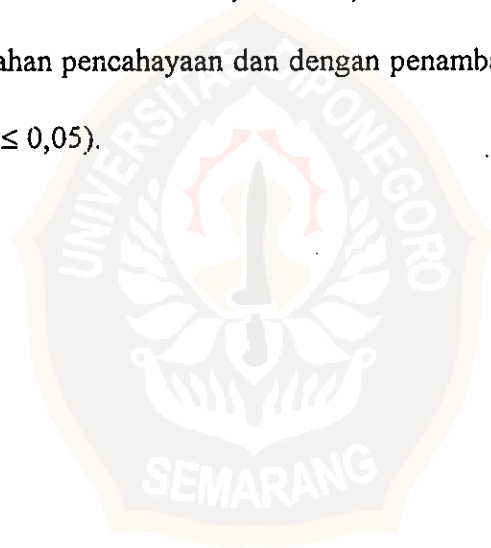 ahan pencahayaan dan dengan penamba
≤ 0,05).
UNIVERSITAS DIPONEGORO
SEMARANG